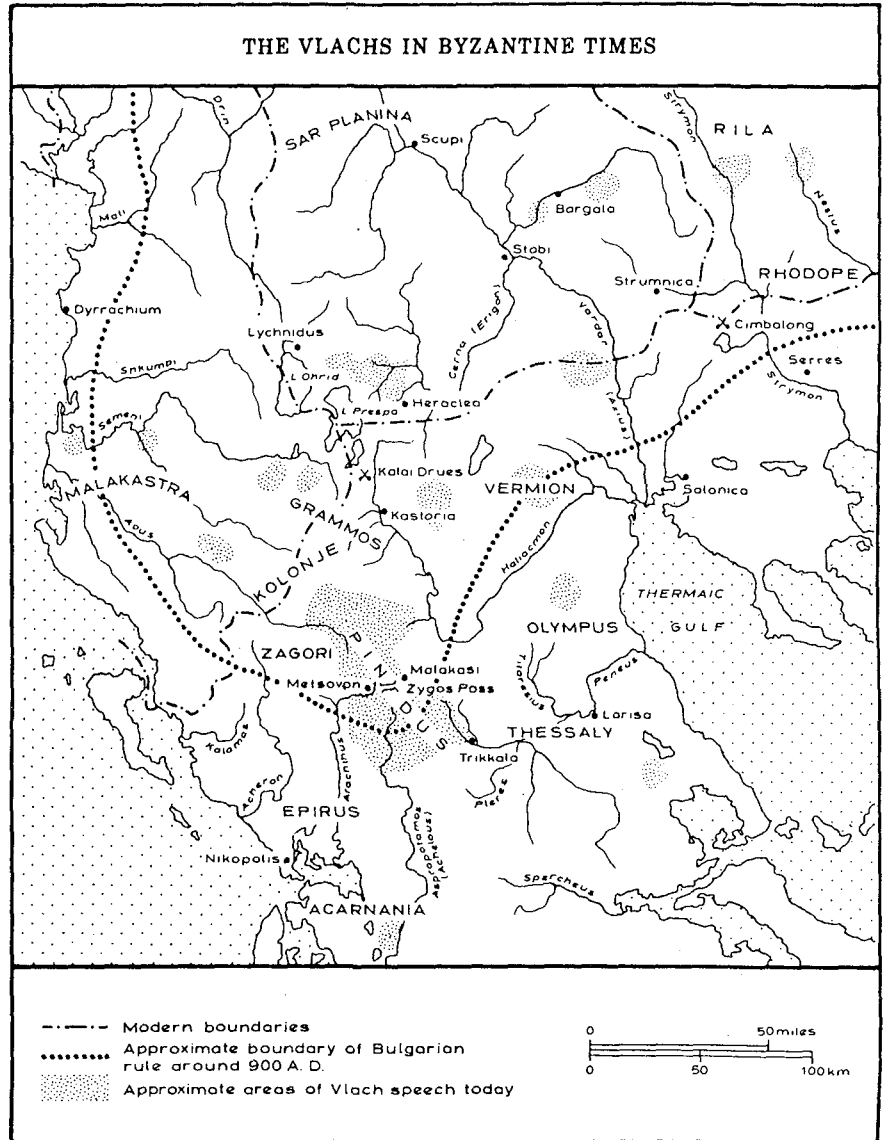 THE VLACHS IN BYZANTINE TIMES
Strymon
RILA
Drin
SAR PLANINA
Scupi
Nesius
Bargala
Mati
Stobi
RHODOPE
Strumnica
Dyrrachium
Cerna (Erigon)
Vardar
(Axius)
Cimbalong
Lychnidus
Serres
Shkumpi
L Ohrid
Strymon
L Prespa
Heraclea
Semeni
Kalai Drues
MALAKASTRA
VERMION
Salonica
GRAMMOS
Kastoria
Aous
Haliacmon
KOLONJE
THERMAIC
GULF
OLYMPUS
ZAGORI
PINDUS
Malakasi
Titaresius
Peneus
Metsovon
Zygos Pass
Larisa
THESSALY
Kalamas
Trikkala
Arachthus
Acheron
Pleres
EPIRUS
Aspropotamos
(Achelous)
Nikopolis
Spercheus
ACARNANIA
Modern boundaries
0 50 miles
Approximate boundary of Bulgarian
rule around 900 A. D.
0 50 100 km
Approximate areas of Vlach speech today